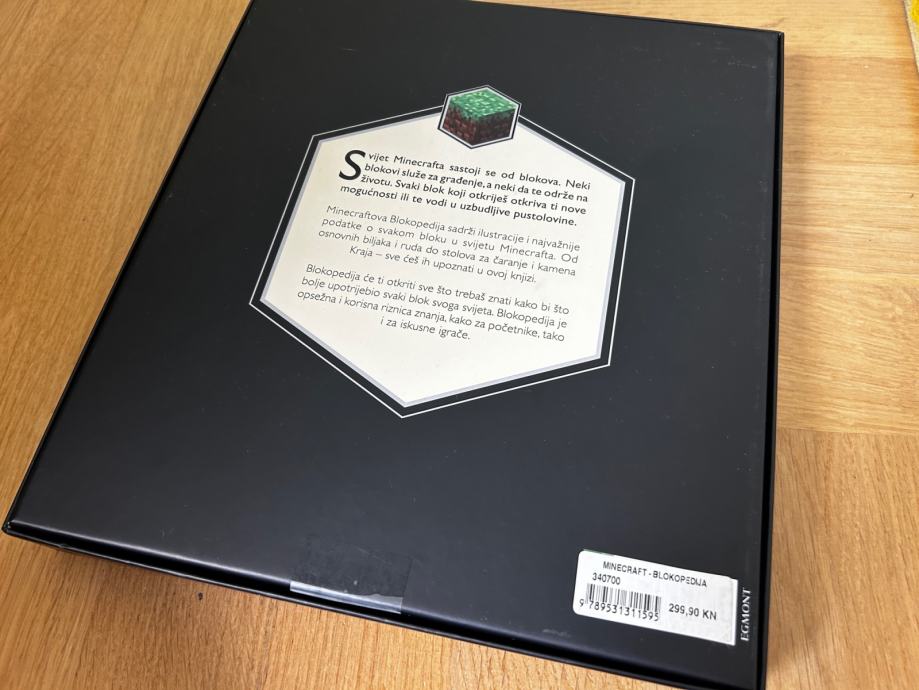 Svijet Minecrafta sastoji se od blokova. Neki
blokovi služe za građenje, a neki da te održe na
životu. Svaki blok koji otkriješ otkriva ti nove
mogućnosti ili te vodi u uzbudljive pustolovine.
Minecraftova Blokopedija sadrži ilustracije i najvažnije
podatke o svakom bloku u svijetu Minecrafta. Od
osnovnih biljaka i ruda do stolova za čaranje i kamena
Kraja – sve ćeš ih upoznati u ovoj knjizi.
Blokopedija će ti otkriti sve što trebaš znati kako bi što
bolje upotrijebio svaki blok svoga svijeta. Blokopedija je
opsežna i korisna riznica znanja, kako za početnike, tako
i za iskusne igrače.
MINECRAFT - BLOKOPEDIJA
340700
9 789531311595
299,90 KN
EGMONT